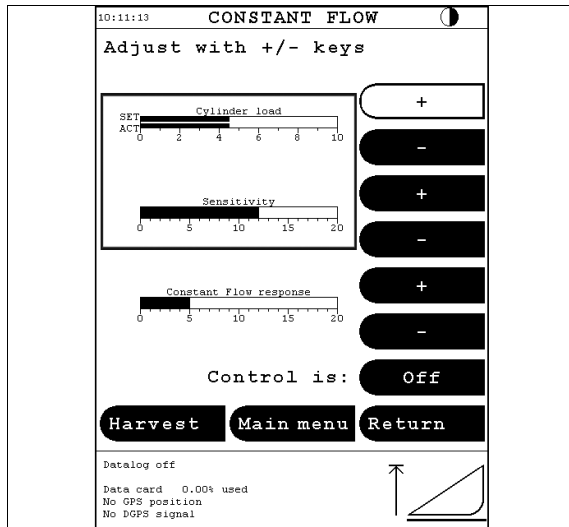 10:11:13 CONSTANT FLOW
Adjust with +/- keys
+
Cylinder load
SET
ACT
0 2 4 6 8 10
-
+
Sensitivity
0 5 10 15 20
-
+
Constant Flow response
0 5 10 15 20
-
Control is: Off
Harvest Main menu Return
Datalog off
Data card 0.00% used
No GPS position
No DGPS signal